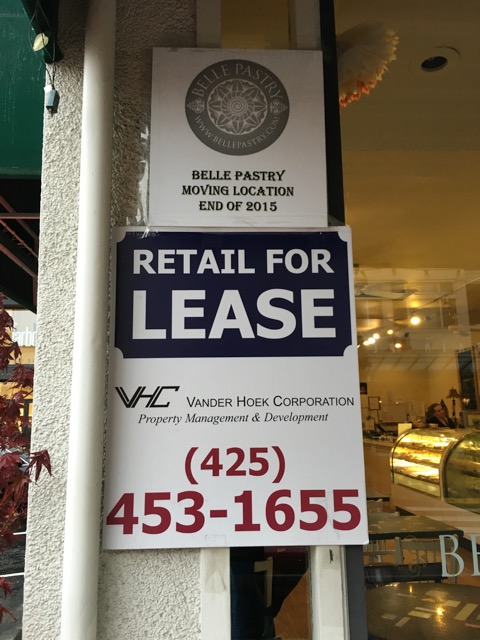 BELLE PASTRY
WWW.BELLEPASTRY.COM
BELLE PASTRY
MOVING LOCATION
END OF 2015
RETAIL FOR
LEASE
VHC VANDER HOEK CORPORATION
Property Management & Development
(425)
453-1655
BE